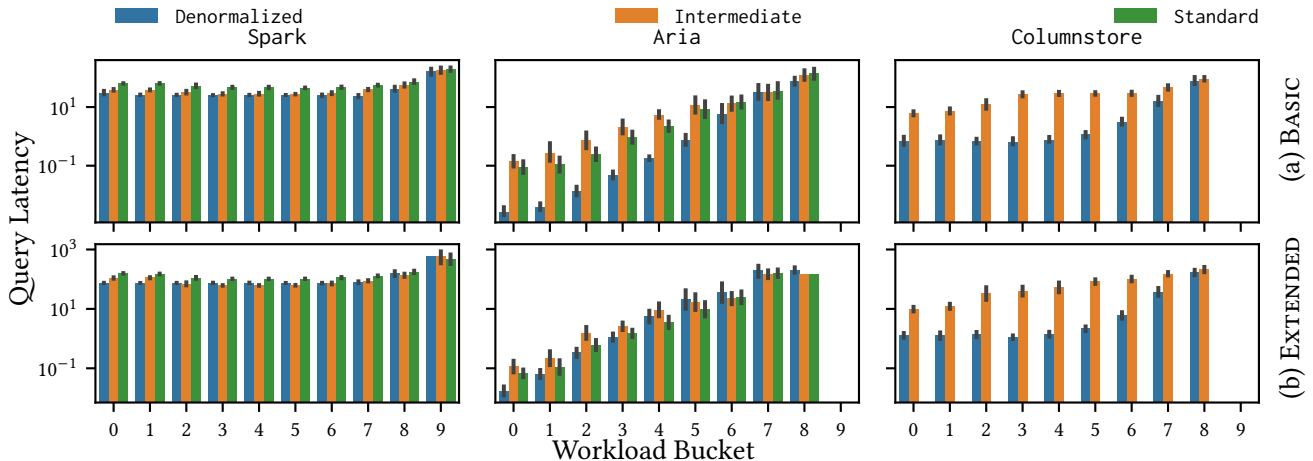 Denormalized Intermediate Standard
Spark Aria Columnstore
Query Latency
10^1
10^-1
(a) BASIC
10^3
10^1
10^-1
(b) EXTENDED
0 1 2 3 4 5 6 7 8 9 0 1 2 3 4 5 6 7 8 9 0 1 2 3 4 5 6 7 8 9
Workload Bucket